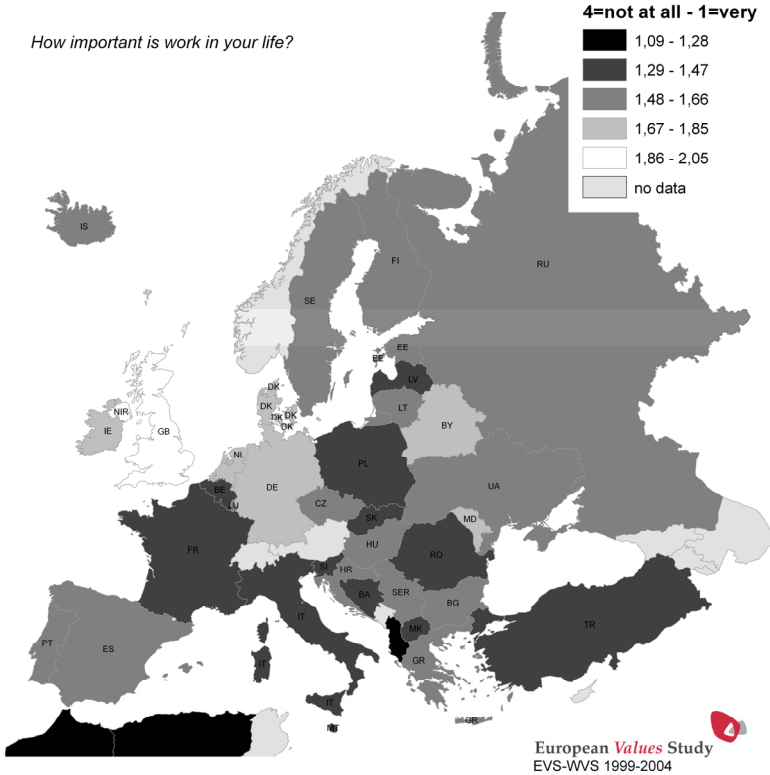 4=not at all - 1=very
How important is work in your life?
1,09 - 1,28
1,29 - 1,47
1,48 - 1,66
1,67 - 1,85
1,86 - 2,05
no data
IS
FI
RU
SE
EE
EE
LV
DK
DK
DK
DK
DK
LT
NIR
IE
GB
BY
NL
PL
DE
BE
LU
CZ
UA
SK
MD
FR
HU
RO
SI
HR
BA
SER
BG
IT
MK
TR
PT
ES
GR
IT
IT
MT
GR
European Values Study
EVS-WVS 1999-2004